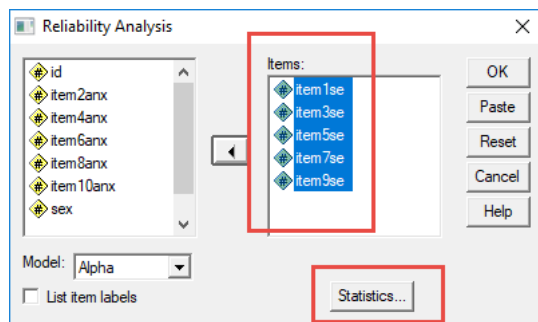 Reliability Analysis
id
item2anx
item4anx
item6anx
item8anx
item10anx
sex
Items:
item1se
item3se
item5se
item7se
item9se
OK
Paste
Reset
Cancel
Help
Model: Alpha
List item labels
Statistics...